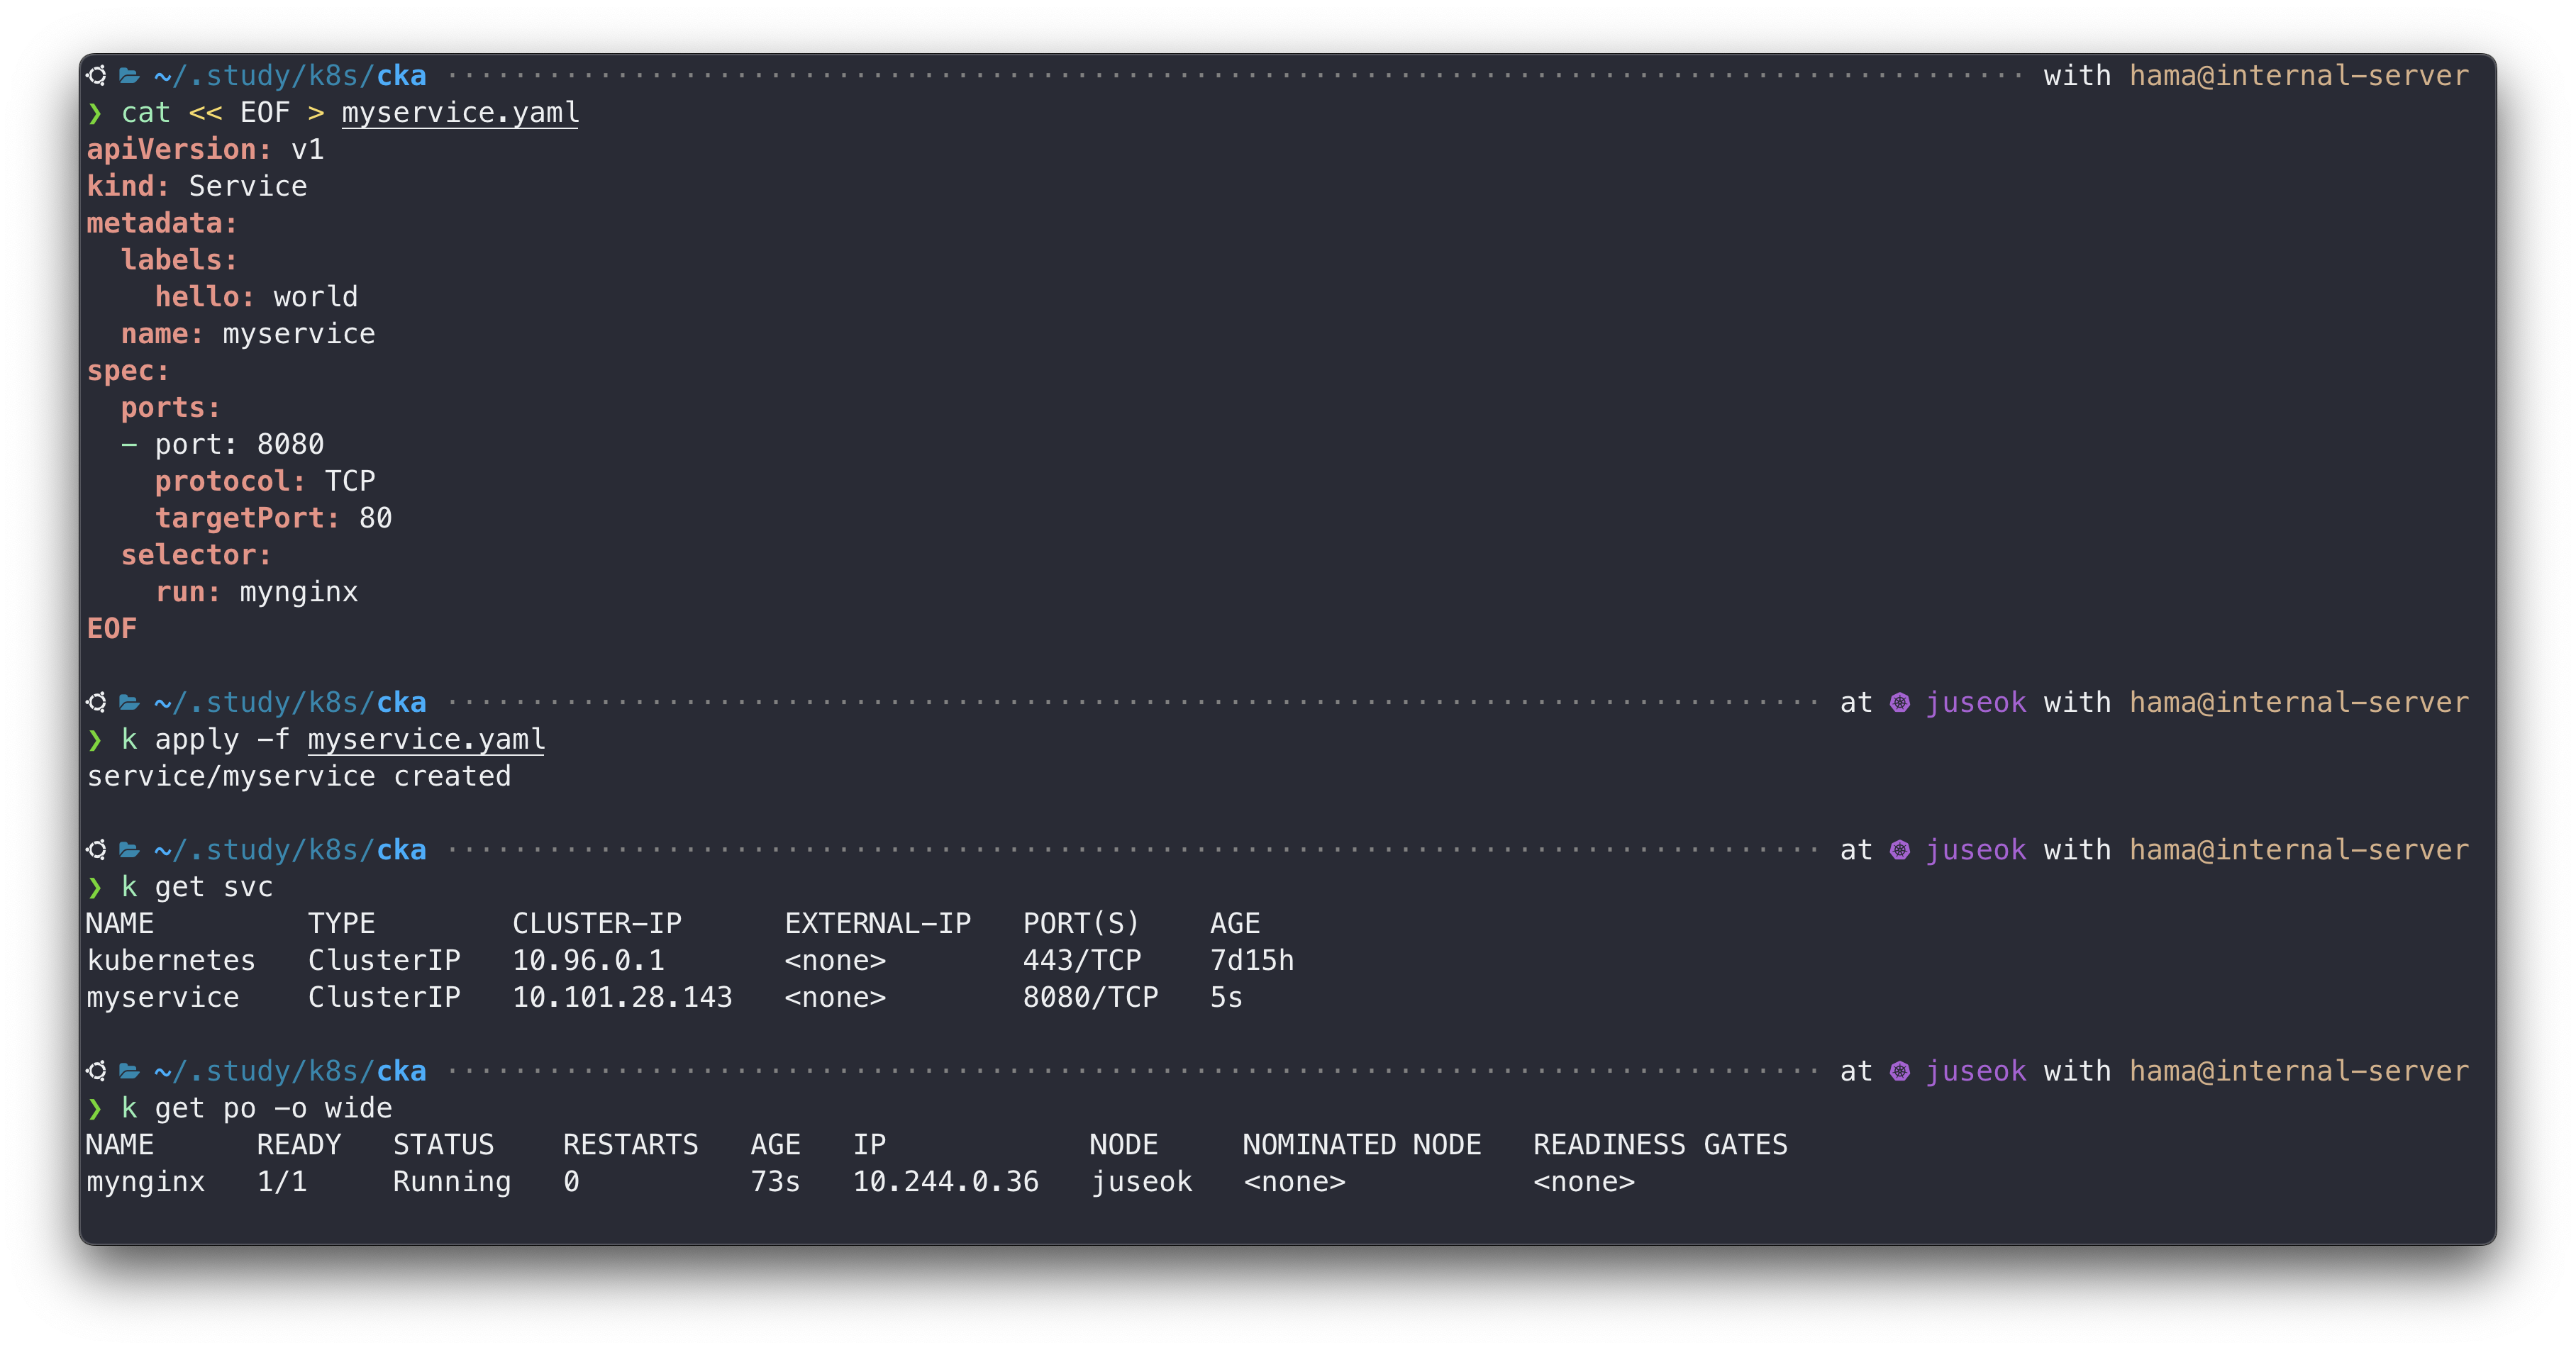 ~/.study/k8s/cka with hama@internal-server
❯ cat << EOF > myservice.yaml
apiVersion: v1
kind: Service
metadata:
  labels:
    hello: world
  name: myservice
spec:
  ports:
  - port: 8080
    protocol: TCP
    targetPort: 80
  selector:
    run: mynginx
EOF
~/.study/k8s/cka at juseok with hama@internal-server
❯ k apply -f myservice.yaml
service/myservice created
~/.study/k8s/cka at juseok with hama@internal-server
❯ k get svc
NAME         TYPE        CLUSTER-IP      EXTERNAL-IP   PORT(S)    AGE
kubernetes   ClusterIP   10.96.0.1       <none>        443/TCP    7d15h
myservice    ClusterIP   10.101.28.143   <none>        8080/TCP   5s
~/.study/k8s/cka at juseok with hama@internal-server
❯ k get po -o wide
NAME      READY   STATUS    RESTARTS   AGE   IP            NODE     NOMINATED NODE   READINESS GATES
mynginx   1/1     Running   0          73s   10.244.0.36   juseok   <none>           <none>